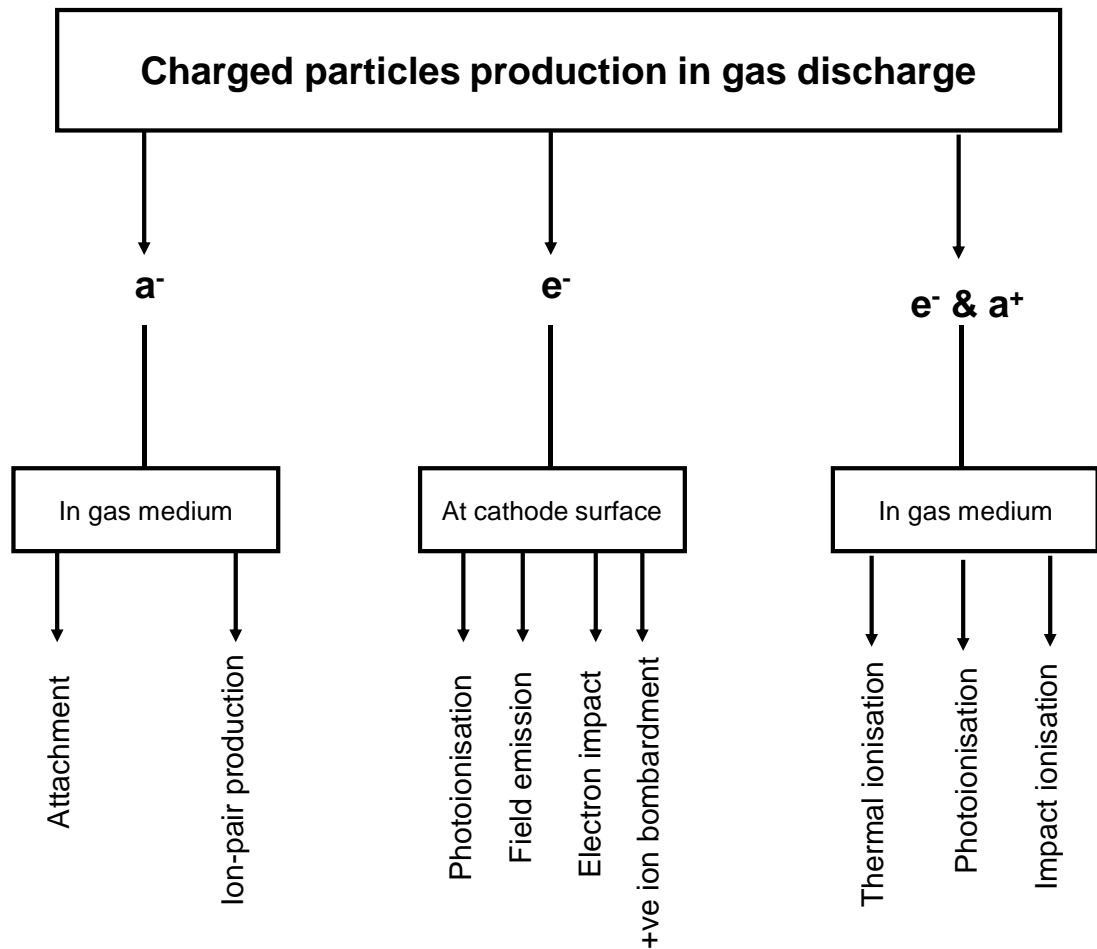 Charged particles production in gas discharge
a⁻
e⁻
e⁻ & a⁺
In gas medium
At cathode surface
In gas medium
Attachment
Ion-pair production
Photoionisation
Field emission
Electron impact
+ve ion bombardment
Thermal ionisation
Photoionisation
Impact ionisation